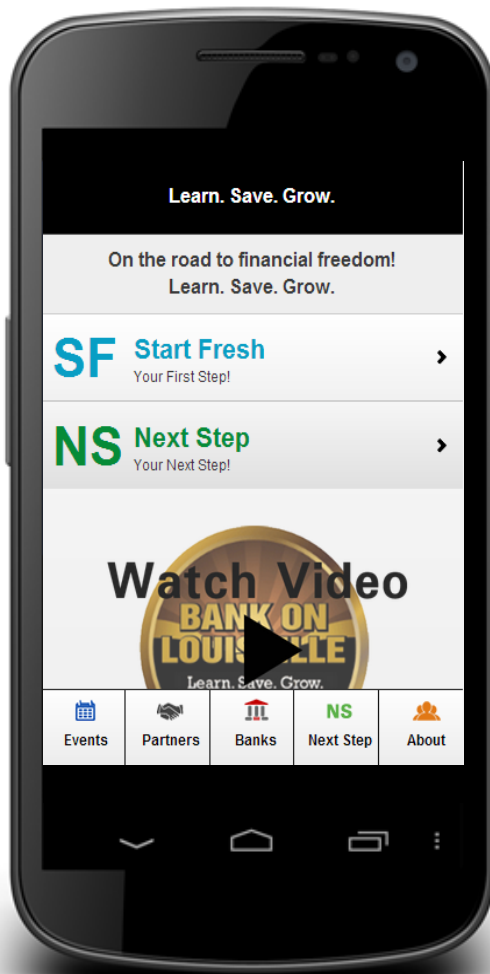 Learn. Save. Grow.
On the road to financial freedom!
Learn. Save. Grow.
SF
Start Fresh
Your First Step!
NS
Next Step
Your Next Step!
Watch Video
BANK ON
LOUISVILLE
Learn. Save. Grow.
Events
Partners
Banks
NS
Next Step
About